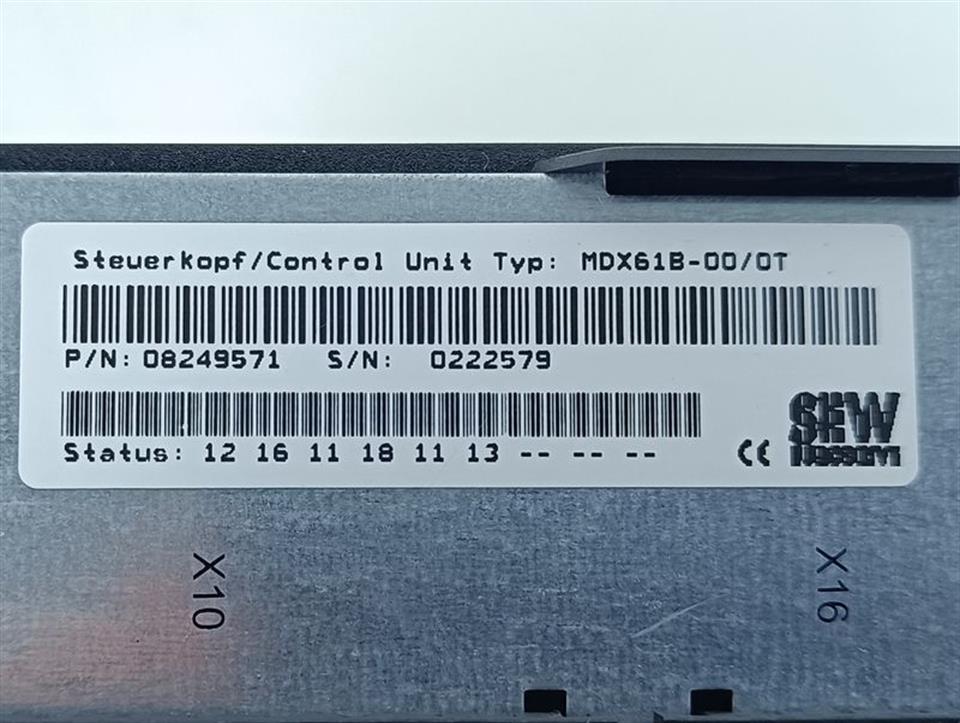 Steuerkopf/Control Unit Typ: MDX61B-00/0T
P/N: 08249571 S/N: 0222579
Status: 12 16 11 18 11 13 -- -- --
CE
SEW
X10
X16